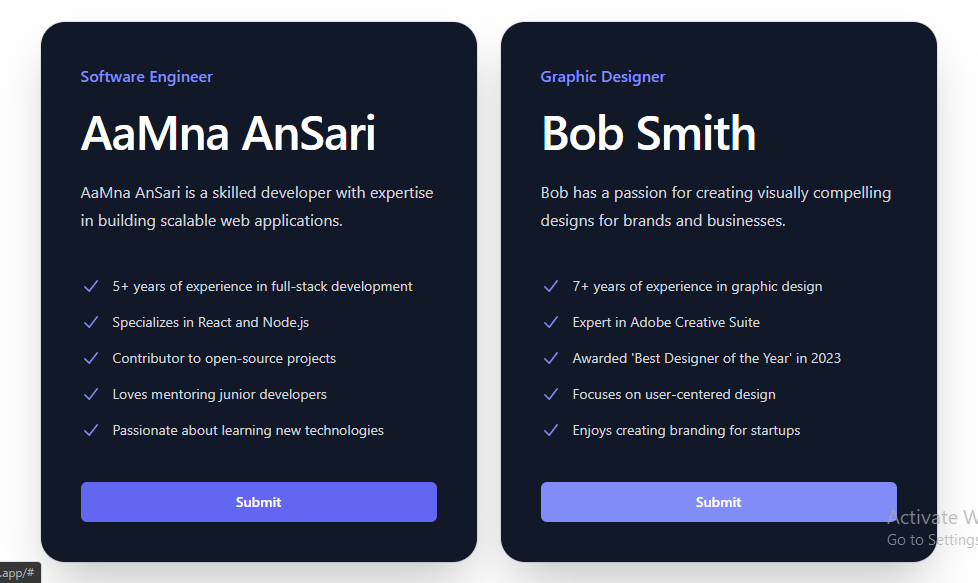 Software Engineer
AaMna AnSari
AaMna AnSari is a skilled developer with expertise
in building scalable web applications.
5+ years of experience in full-stack development
Specializes in React and Node.js
Contributor to open-source projects
Loves mentoring junior developers
Passionate about learning new technologies
Submit
Graphic Designer
Bob Smith
Bob has a passion for creating visually compelling
designs for brands and businesses.
7+ years of experience in graphic design
Expert in Adobe Creative Suite
Awarded 'Best Designer of the Year' in 2023
Focuses on user-centered design
Enjoys creating branding for startups
Submit
Activate W
Go to Settings
.app/#